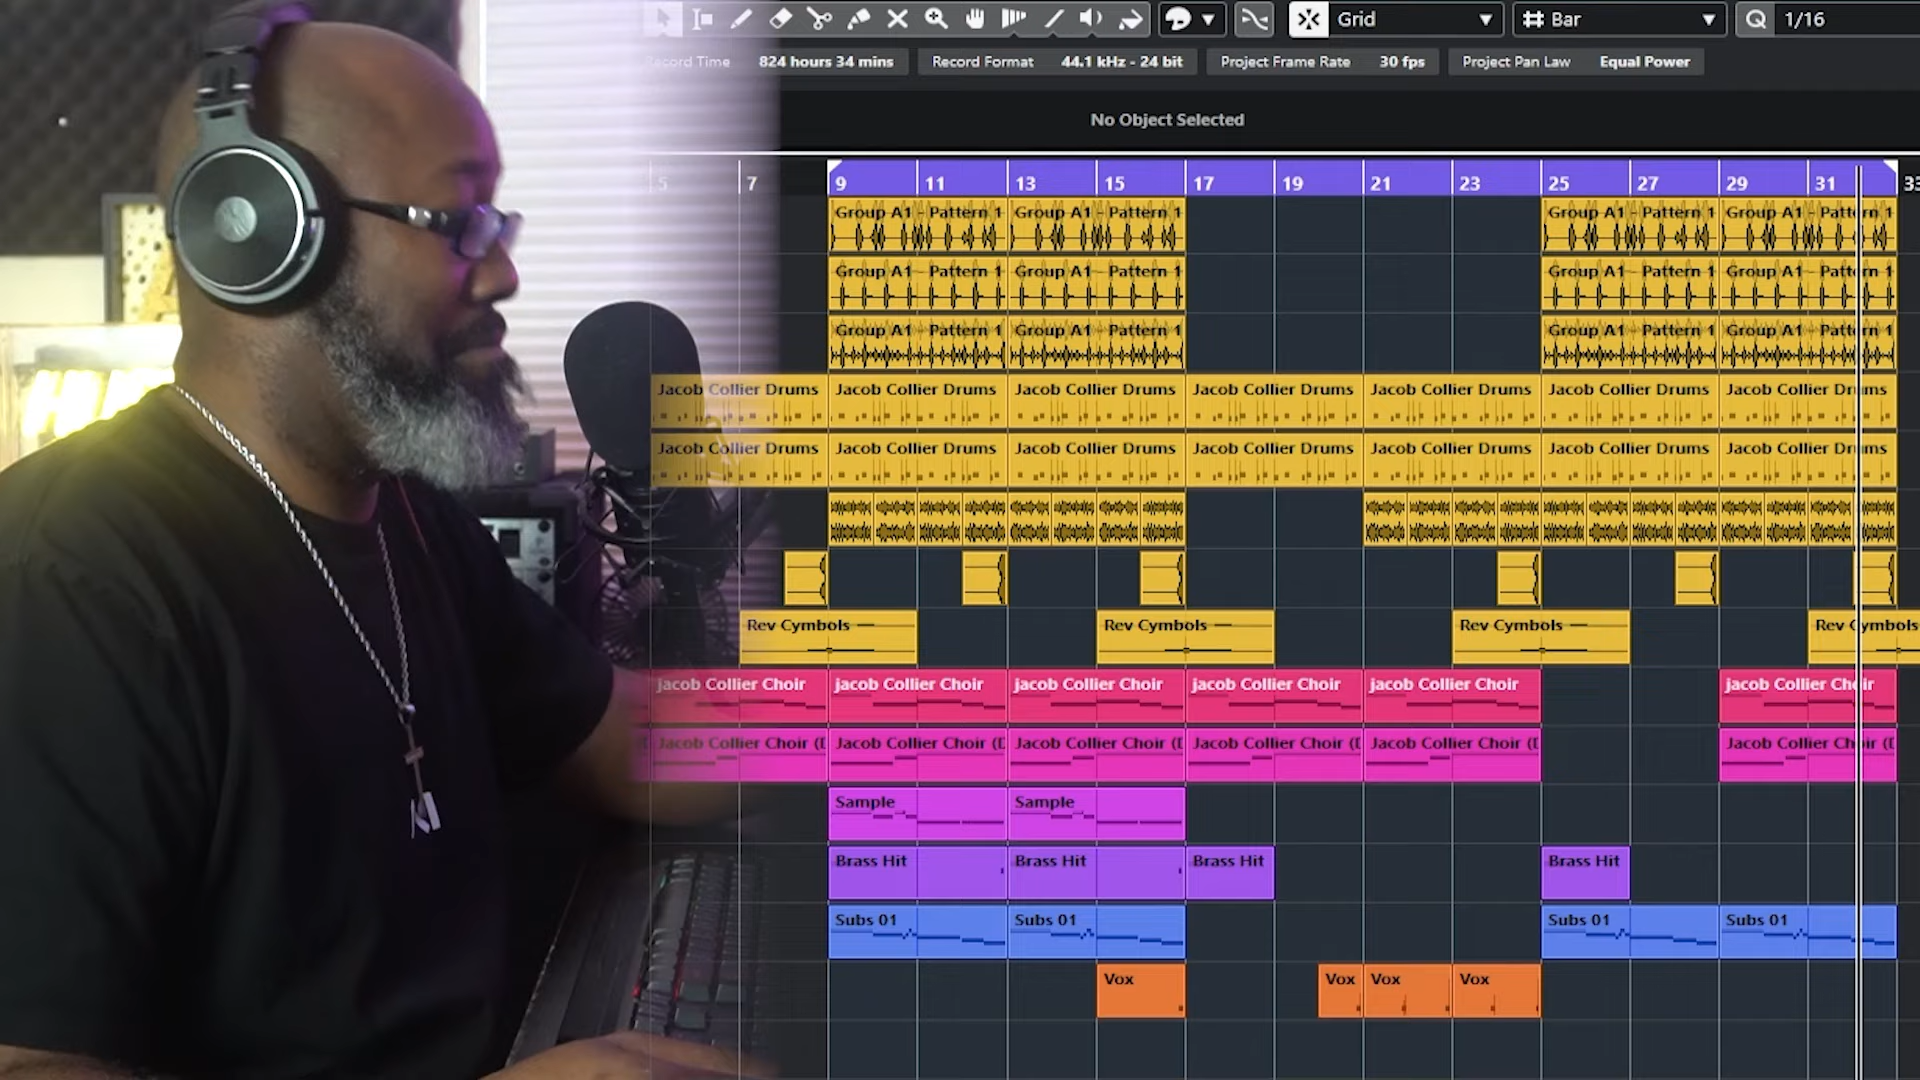 Grid Bar 1/16
Record Time 824 hours 34 mins Record Format 44.1 kHz - 24 bit Project Frame Rate 30 fps Project Pan Law Equal Power
No Object Selected
5 7 9 11 13 15 17 19 21 23 25 27 29 31 33
Group A1 - Pattern 1 Group A1 - Pattern 1 Group A1 - Pattern 1 Group A1 - Pattern 1
Group A1 - Pattern 1 Group A1 - Pattern 1 Group A1 - Pattern 1 Group A1 - Pattern 1
Group A1 - Pattern 1 Group A1 - Pattern 1 Group A1 - Pattern 1 Group A1 - Pattern 1
Jacob Collier Drums Jacob Collier Drums Jacob Collier Drums Jacob Collier Drums Jacob Collier Drums Jacob Collier Drums Jacob Collier Drums
Jacob Collier Drums Jacob Collier Drums Jacob Collier Drums Jacob Collier Drums Jacob Collier Drums Jacob Collier Drums Jacob Collier Drums
Rev Cymbols Rev Cymbols Rev Cymbols Rev Cymbols
jacob Collier Choir jacob Collier Choir jacob Collier Choir jacob Collier Choir jacob Collier Choir jacob Collier Choir
Jacob Collier Choir (D Jacob Collier Choir (D Jacob Collier Choir (D Jacob Collier Choir (D Jacob Collier Choir (D Jacob Collier Choir (D
Sample Sample
Brass Hit Brass Hit Brass Hit Brass Hit
Subs 01 Subs 01 Subs 01 Subs 01
Vox Vox Vox Vox